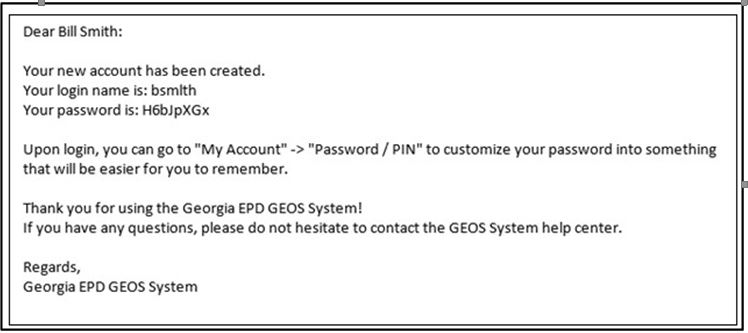 Dear Bill Smith:
Your new account has been created.
Your login name is: bsmlth
Your password is: H6bJpXGx
Upon login, you can go to "My Account" -> "Password / PIN" to customize your password into something
that will be easier for you to remember.
Thank you for using the Georgia EPD GEOS System!
If you have any questions, please do not hesitate to contact the GEOS System help center.
Regards,
Georgia EPD GEOS System